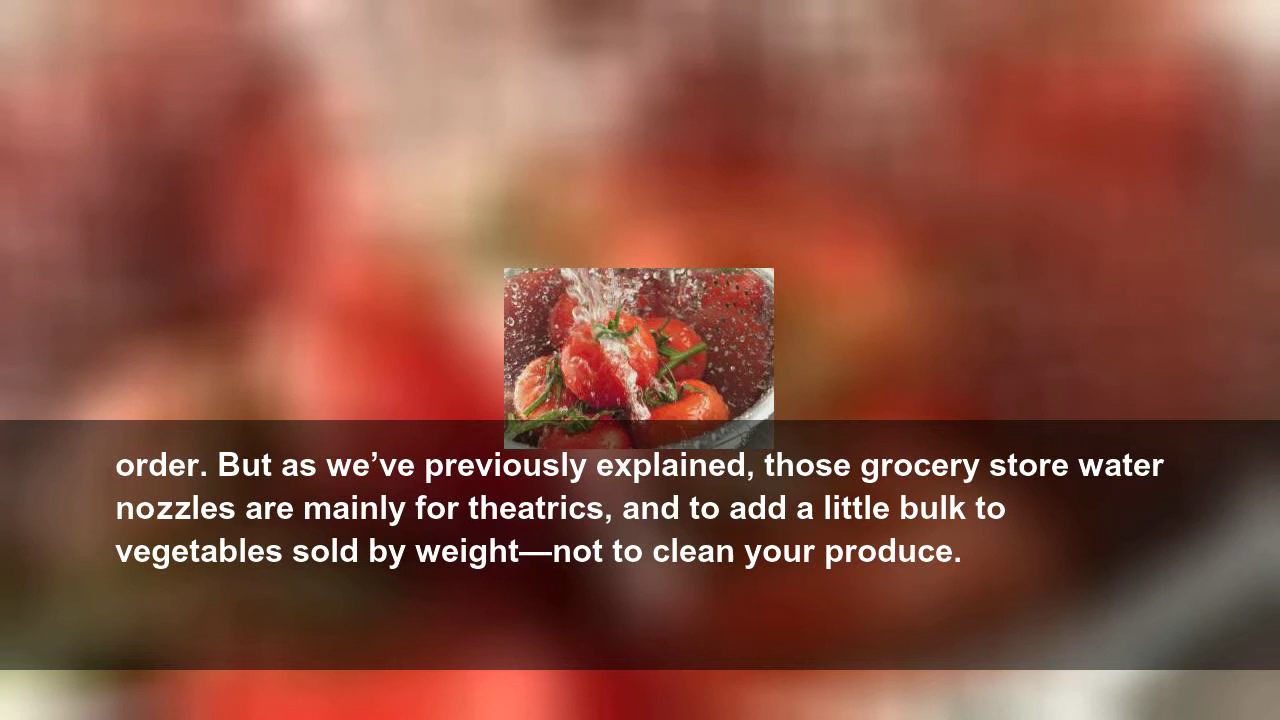 order. But as we’ve previously explained, those grocery store water
nozzles are mainly for theatrics, and to add a little bulk to
vegetables sold by weight—not to clean your produce.